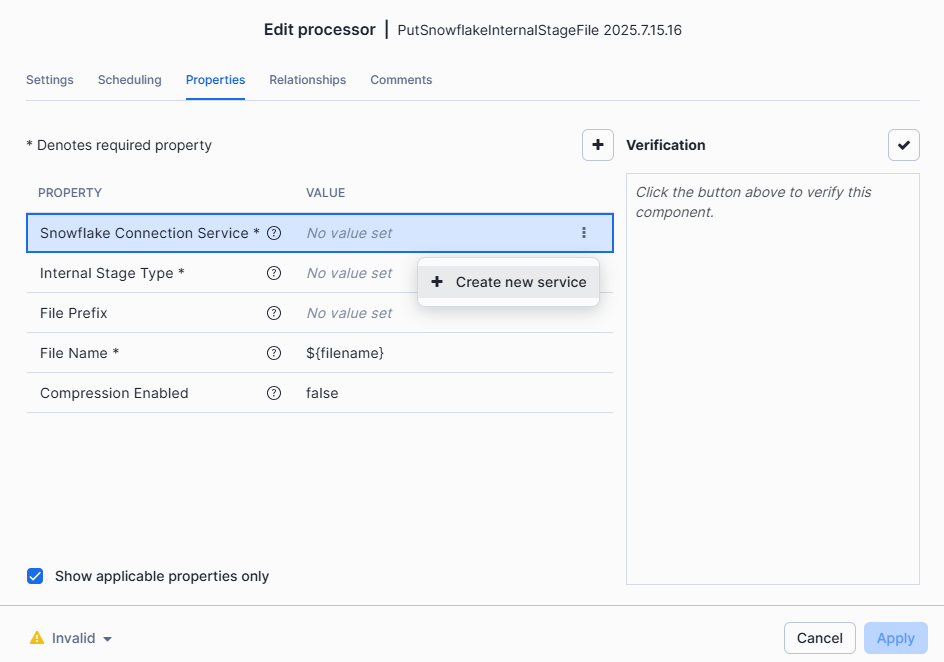 Edit processor | PutSnowflakeInternalStageFile 2025.7.15.16
Settings Scheduling Properties Relationships Comments
* Denotes required property
Verification
PROPERTY VALUE
Click the button above to verify this
component.
Snowflake Connection Service * No value set
Internal Stage Type * No value set
Create new service
File Prefix No value set
File Name * ${filename}
Compression Enabled false
Show applicable properties only
Invalid
Cancel Apply